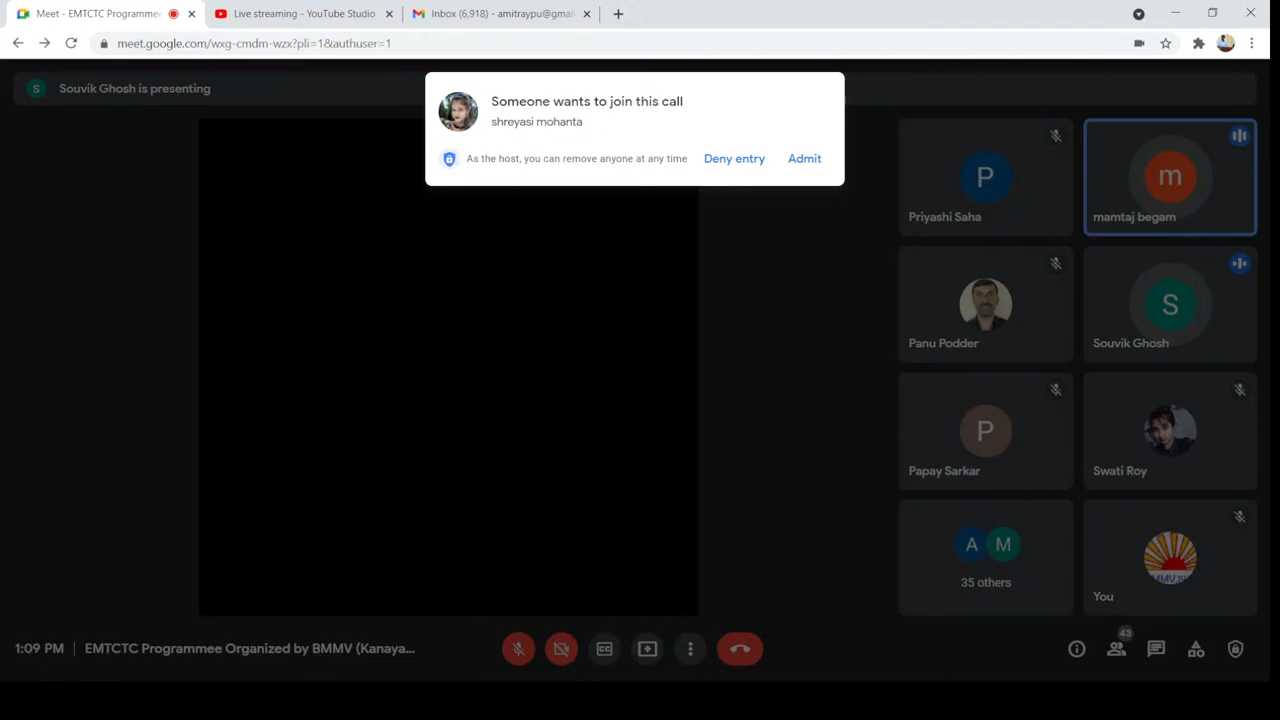 Meet - EMTCTC Programmee
Live streaming - YouTube Studio
Inbox (6,918) - amitraypu@gmail
meet.google.com/wxg-cmdm-wzx?pli=1&authuser=1
S
Souvik Ghosh is presenting
Someone wants to join this call
shreyasi mohanta
As the host, you can remove anyone at any time
Deny entry
Admit
P
Priyashi Saha
m
mamtaj begam
Panu Podder
S
Souvik Ghosh
P
Papay Sarkar
Swati Roy
A M
35 others
You
1:09 PM | EMTCTC Programmee Organized by BMMV (Kanaya...
CC
43